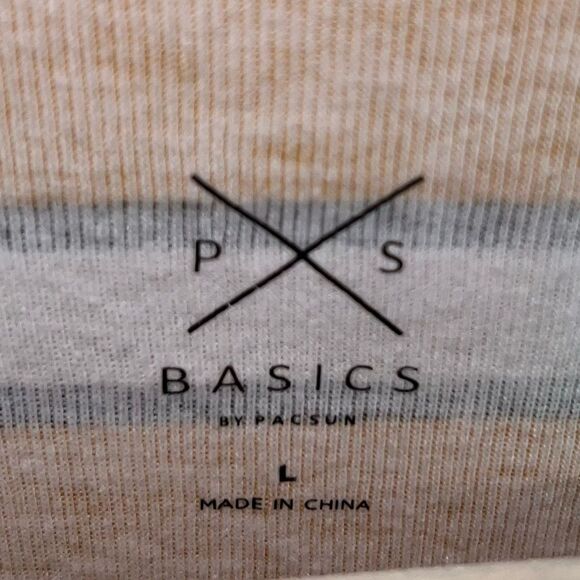 P S
BASICS
BY PACSUN
L
MADE IN CHINA